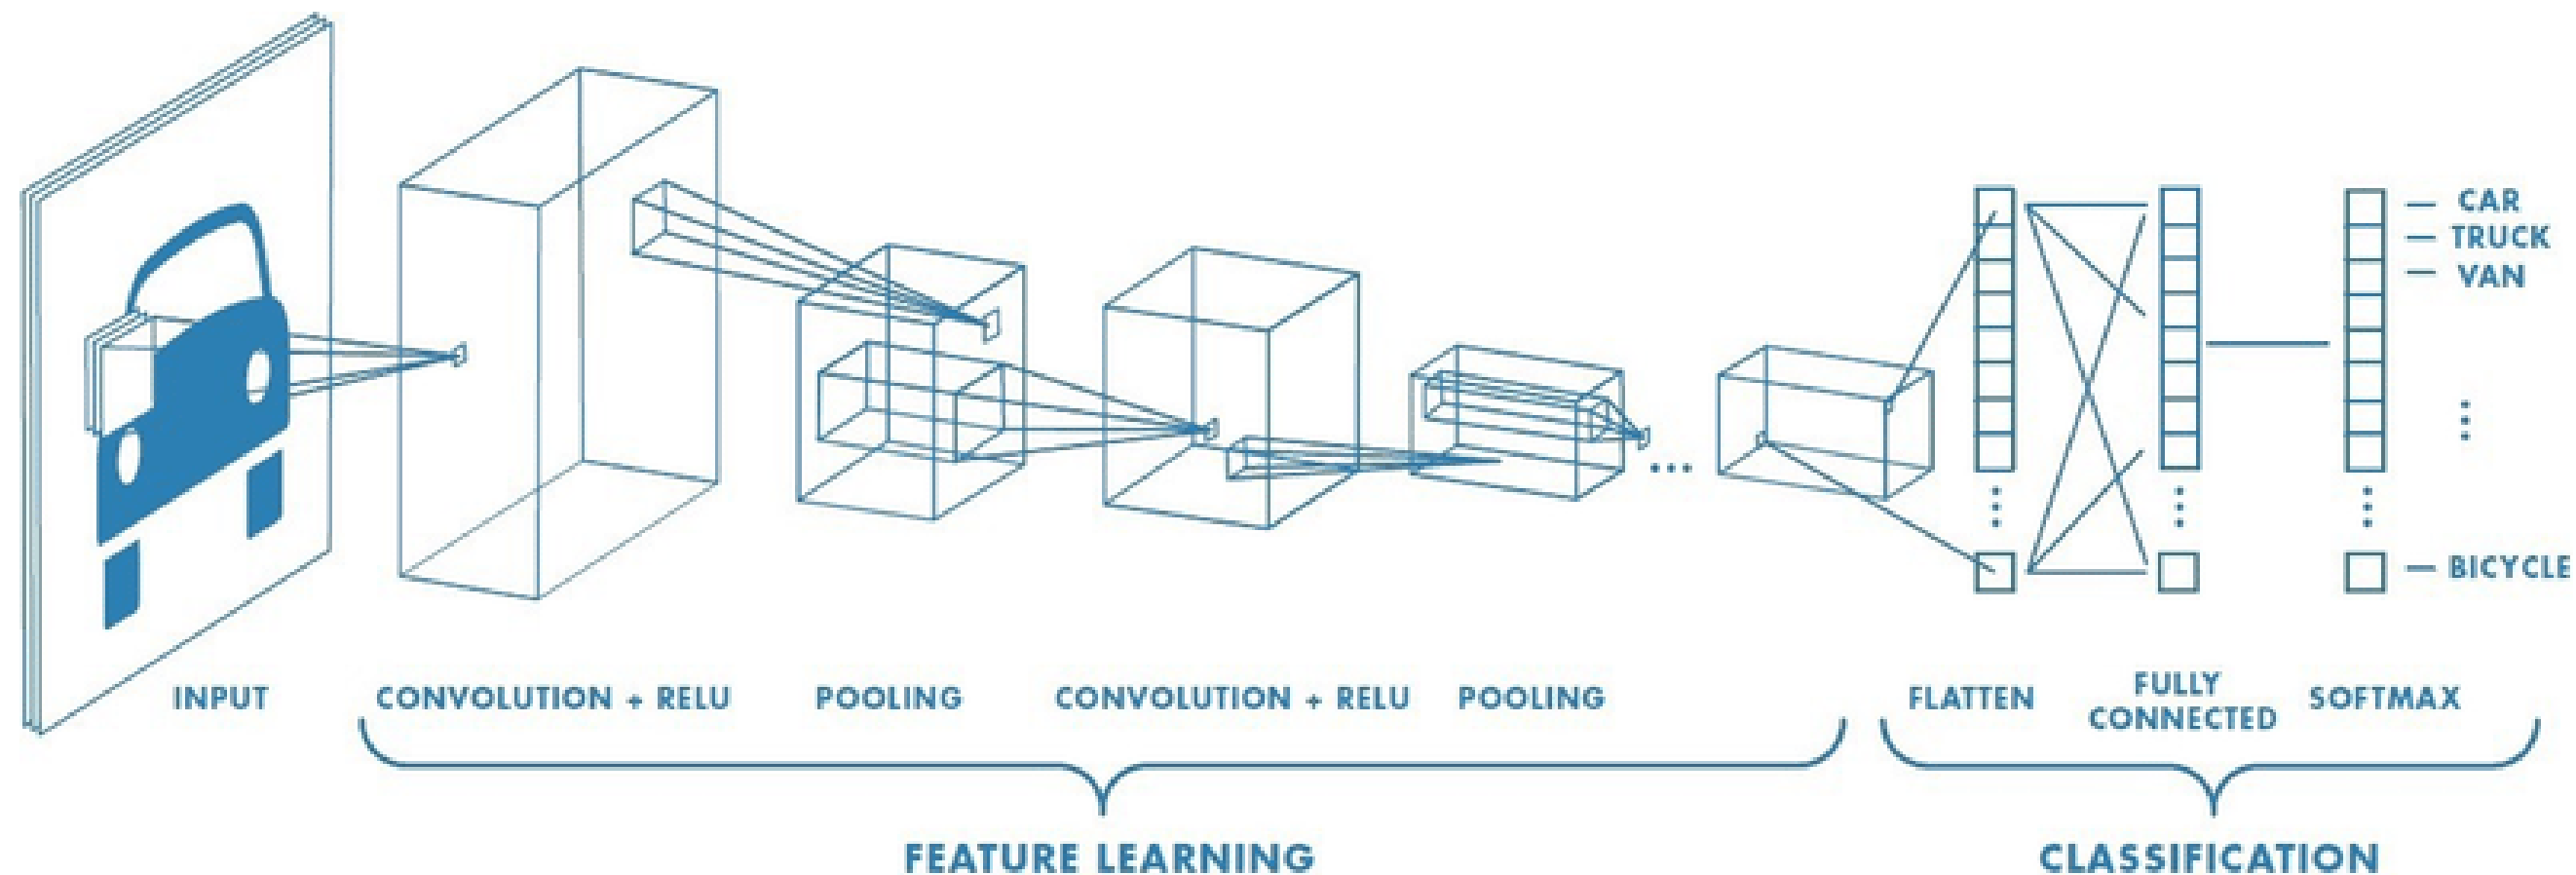 CAR
TRUCK
VAN
BICYCLE
INPUT
CONVOLUTION + RELU
POOLING
CONVOLUTION + RELU
POOLING
FLATTEN
FULLY
CONNECTED
SOFTMAX
FEATURE LEARNING
CLASSIFICATION